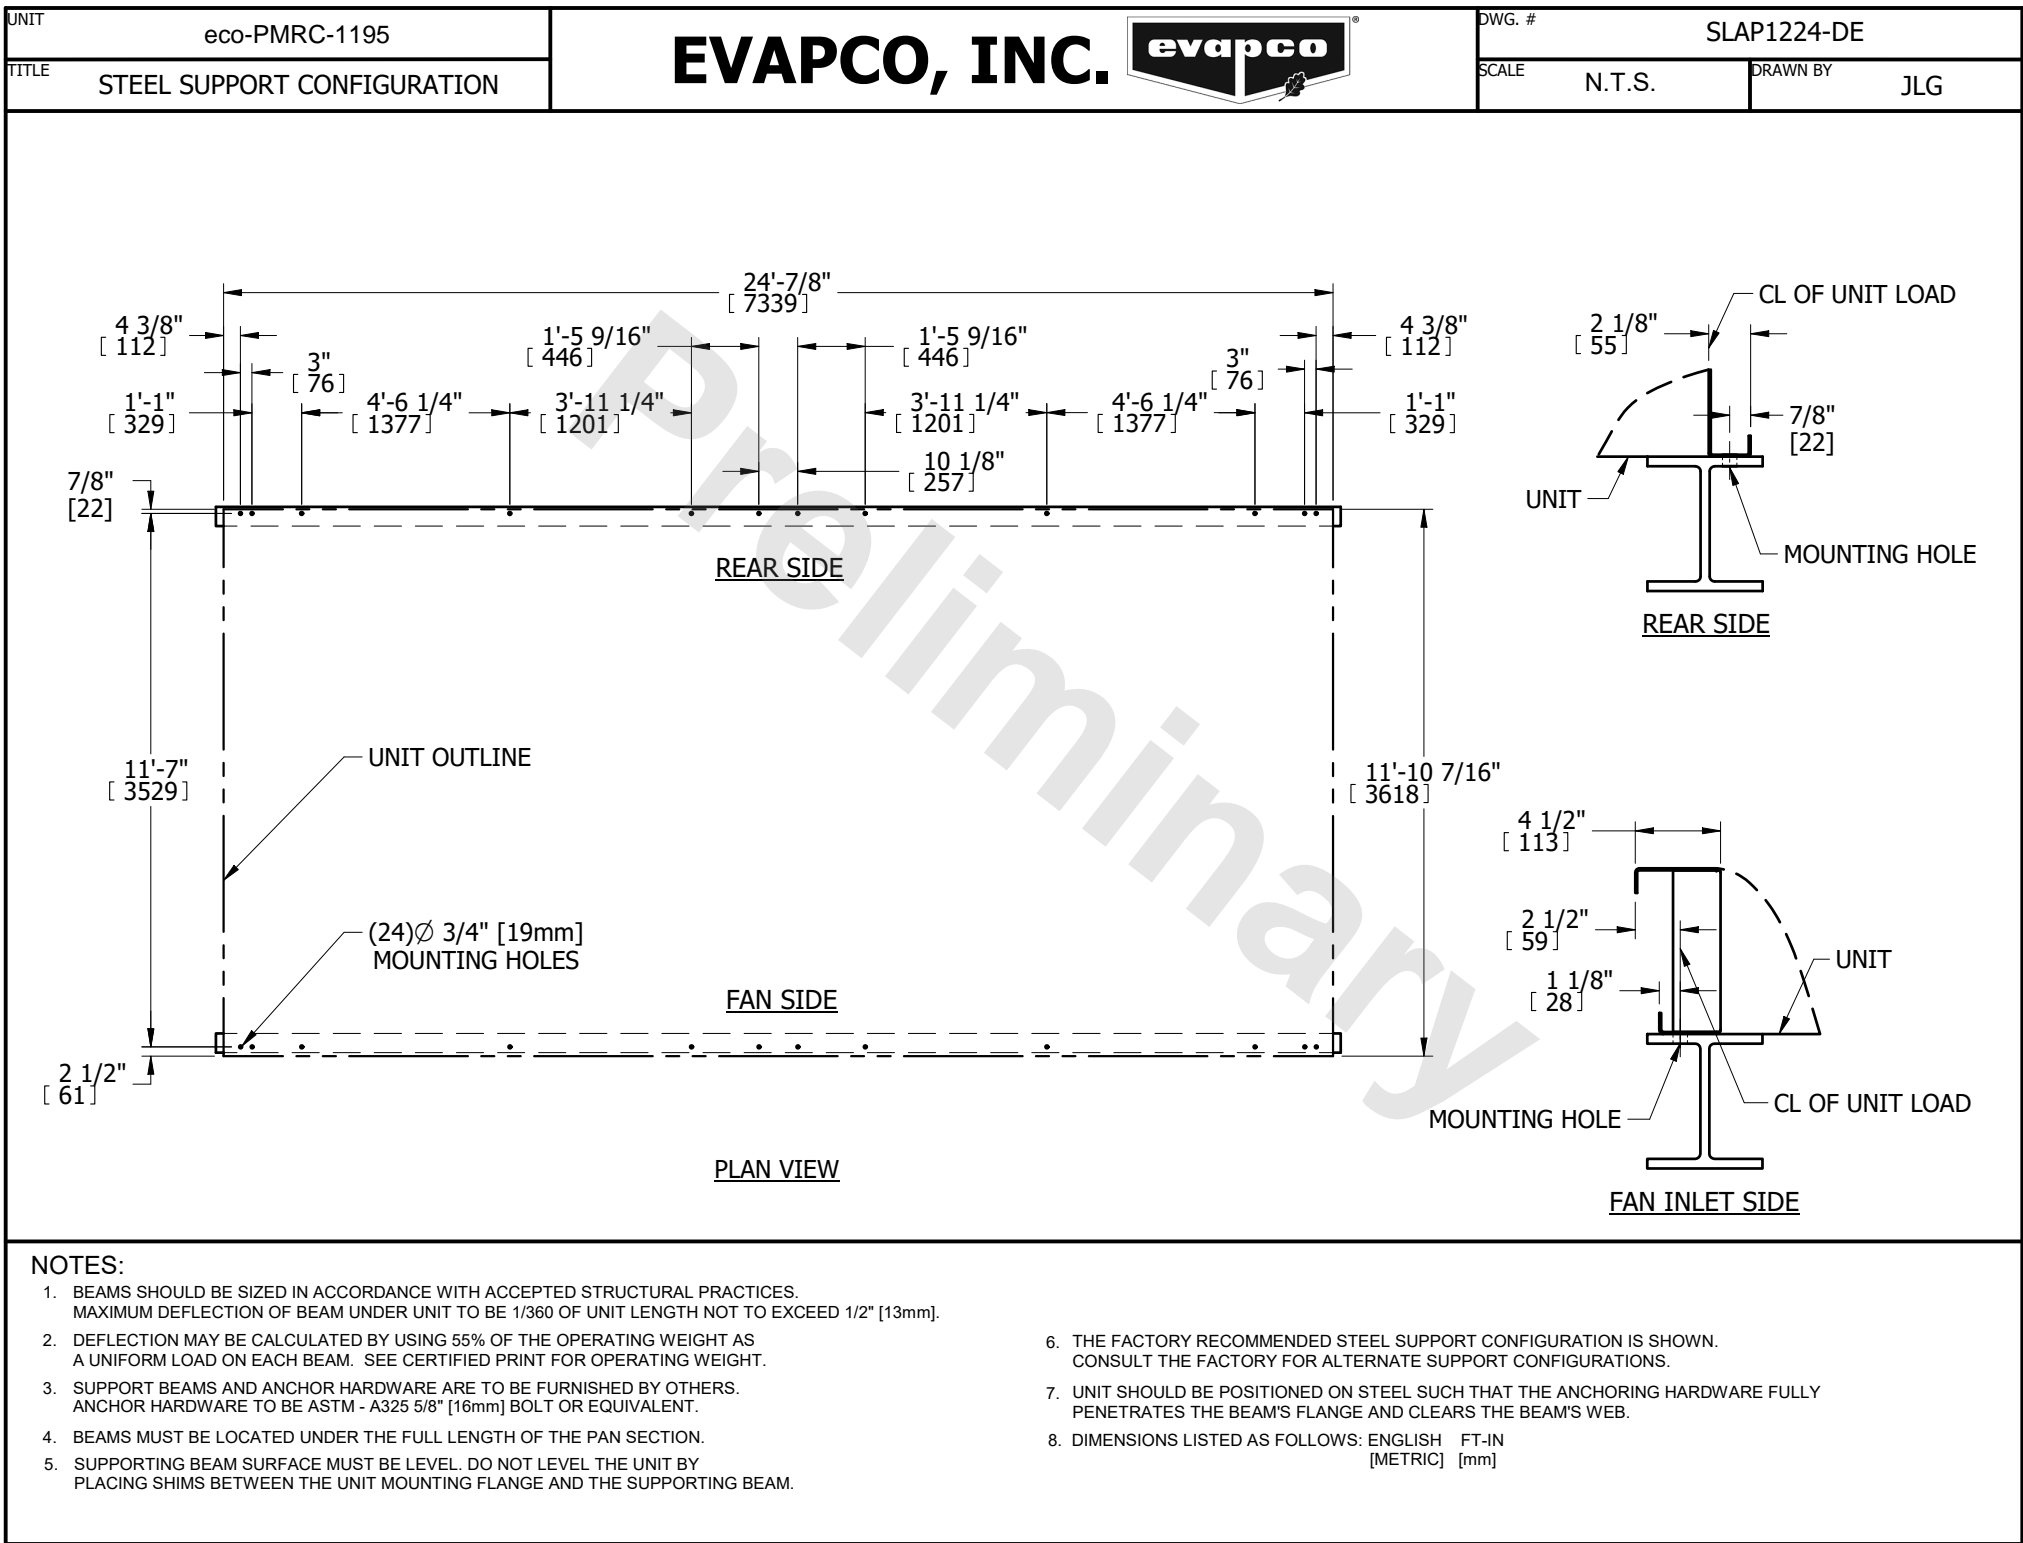 UNIT
eco-PMRC-1195
TITLE
STEEL SUPPORT CONFIGURATION
EVAPCO, INC.
evapco
®
DWG. #
SLAP1224-DE
SCALE
N.T.S.
DRAWN BY
JLG
24'-7/8"
[ 7339]
4 3/8"
[ 112]
3"
[ 76]
1'-5 9/16"
[ 446]
1'-5 9/16"
[ 446]
3"
[ 76]
4 3/8"
[ 112]
1'-1"
[ 329]
4'-6 1/4"
[ 1377]
3'-11 1/4"
[ 1201]
3'-11 1/4"
[ 1201]
4'-6 1/4"
[ 1377]
1'-1"
[ 329]
10 1/8"
[ 257]
7/8"
[22]
REAR SIDE
UNIT OUTLINE
11'-7"
[ 3529]
11'-10 7/16"
[ 3618]
(24)Ø 3/4" [19mm]
MOUNTING HOLES
FAN SIDE
2 1/2"
[ 61]
PLAN VIEW
Preliminary
CL OF UNIT LOAD
2 1/8"
[ 55]
7/8"
[22]
UNIT
MOUNTING HOLE
REAR SIDE
4 1/2"
[ 113]
2 1/2"
[ 59]
1 1/8"
[ 28]
UNIT
CL OF UNIT LOAD
MOUNTING HOLE
FAN INLET SIDE
NOTES:
1. BEAMS SHOULD BE SIZED IN ACCORDANCE WITH ACCEPTED STRUCTURAL PRACTICES.
MAXIMUM DEFLECTION OF BEAM UNDER UNIT TO BE 1/360 OF UNIT LENGTH NOT TO EXCEED 1/2" [13mm].
2. DEFLECTION MAY BE CALCULATED BY USING 55% OF THE OPERATING WEIGHT AS
A UNIFORM LOAD ON EACH BEAM. SEE CERTIFIED PRINT FOR OPERATING WEIGHT.
3. SUPPORT BEAMS AND ANCHOR HARDWARE ARE TO BE FURNISHED BY OTHERS.
ANCHOR HARDWARE TO BE ASTM - A325 5/8" [16mm] BOLT OR EQUIVALENT.
4. BEAMS MUST BE LOCATED UNDER THE FULL LENGTH OF THE PAN SECTION.
5. SUPPORTING BEAM SURFACE MUST BE LEVEL. DO NOT LEVEL THE UNIT BY
PLACING SHIMS BETWEEN THE UNIT MOUNTING FLANGE AND THE SUPPORTING BEAM.
6. THE FACTORY RECOMMENDED STEEL SUPPORT CONFIGURATION IS SHOWN.
CONSULT THE FACTORY FOR ALTERNATE SUPPORT CONFIGURATIONS.
7. UNIT SHOULD BE POSITIONED ON STEEL SUCH THAT THE ANCHORING HARDWARE FULLY
PENETRATES THE BEAM'S FLANGE AND CLEARS THE BEAM'S WEB.
8. DIMENSIONS LISTED AS FOLLOWS: ENGLISH FT-IN
[METRIC] [mm]